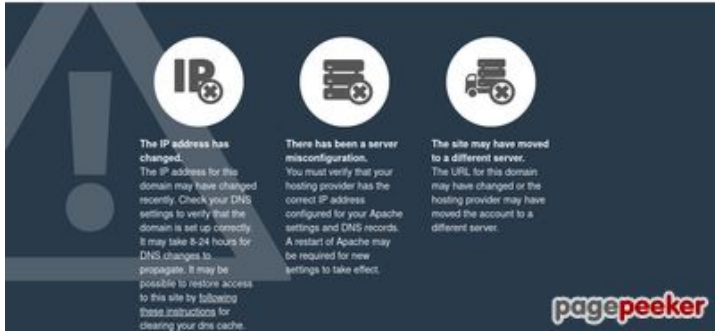 IP
The IP address has
changed.
The IP address for this
domain may have changed
recently. Check your DNS
settings to verify that the
domain is set up correctly.
It may take 8-24 hours for
DNS changes to
propagate. It may be
possible to restore access
to this site by following
these instructions for
clearing your dns cache.
There has been a server
misconfiguration.
You must verify that your
hosting provider has the
correct IP address
configured for your Apache
settings and DNS records.
A restart of Apache may
be required for new
settings to take effect.
The site may have moved
to a different server.
The URL for this domain
may have changed or the
hosting provider may have
moved the account to a
different server.
pagepeeker